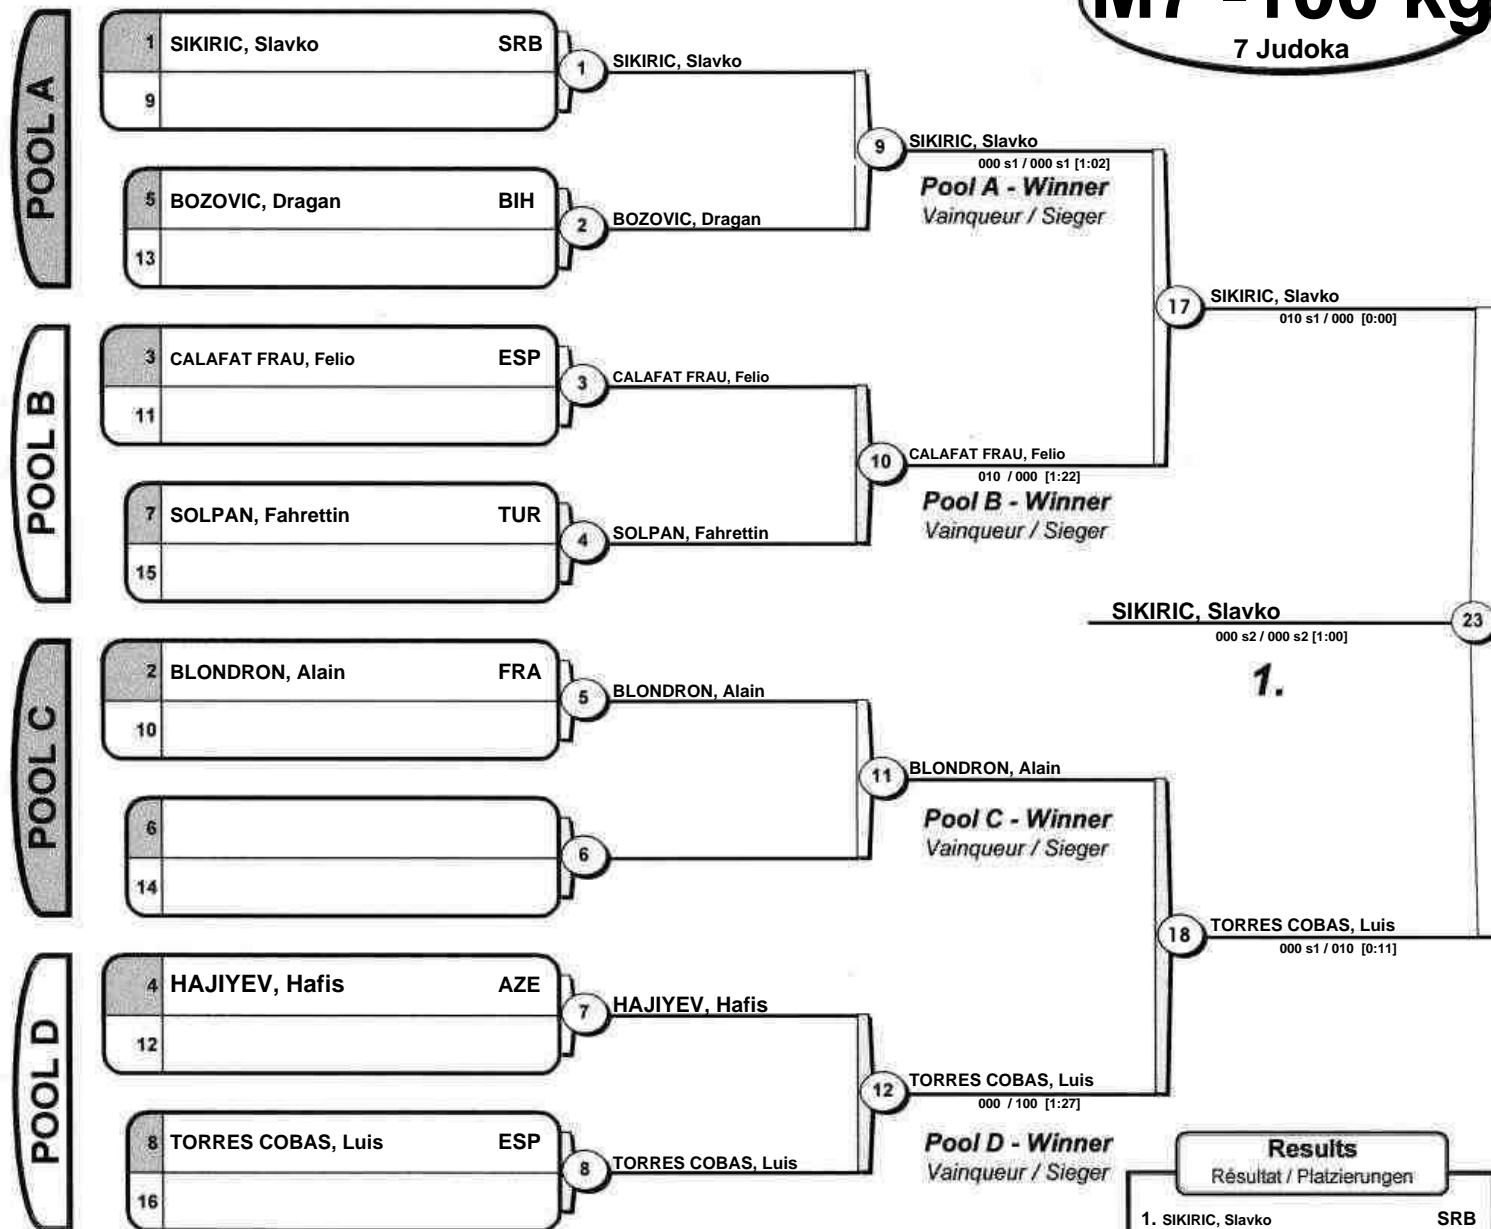 M7 -100 kg
7 Judoka
POOL A
1 SIKIRIC, Slavko SRB
9
5 BOZOVIC, Dragan BIH
13
1 SIKIRIC, Slavko
2 BOZOVIC, Dragan
9 SIKIRIC, Slavko
000 s1 / 000 s1 [1:02]
Pool A - Winner
Vainqueur / Sieger
POOL B
3 CALAFAT FRAU, Felio ESP
11
7 SOLPAN, Fahrettin TUR
15
3 CALAFAT FRAU, Felio
4 SOLPAN, Fahrettin
10 CALAFAT FRAU, Felio
010 / 000 [1:22]
Pool B - Winner
Vainqueur / Sieger
17 SIKIRIC, Slavko
010 s1 / 000 [0:00]
SIKIRIC, Slavko 23
000 s2 / 000 s2 [1:00]
1.
POOL C
2 BLONDRON, Alain FRA
10
6
14
5 BLONDRON, Alain
6
11 BLONDRON, Alain
Pool C - Winner
Vainqueur / Sieger
18 TORRES COBAS, Luis
000 s1 / 010 [0:11]
POOL D
4 HAJIYEV, Hafis AZE
12
8 TORRES COBAS, Luis ESP
16
7 HAJIYEV, Hafis
8 TORRES COBAS, Luis
12 TORRES COBAS, Luis
000 / 100 [1:27]
Pool D - Winner
Vainqueur / Sieger
Results
Résultat / Platzierungen
1. SIKIRIC, Slavko SRB